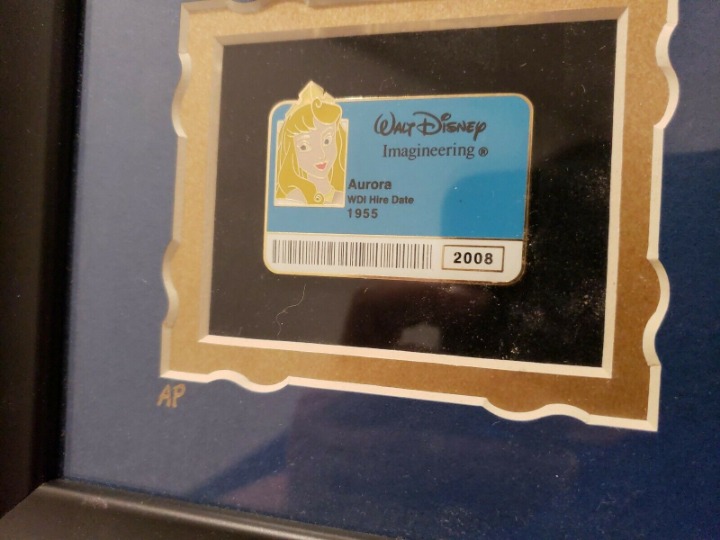 Walt Disney
Imagineering ®
Aurora
WDI Hire Date
1955
2008
AP